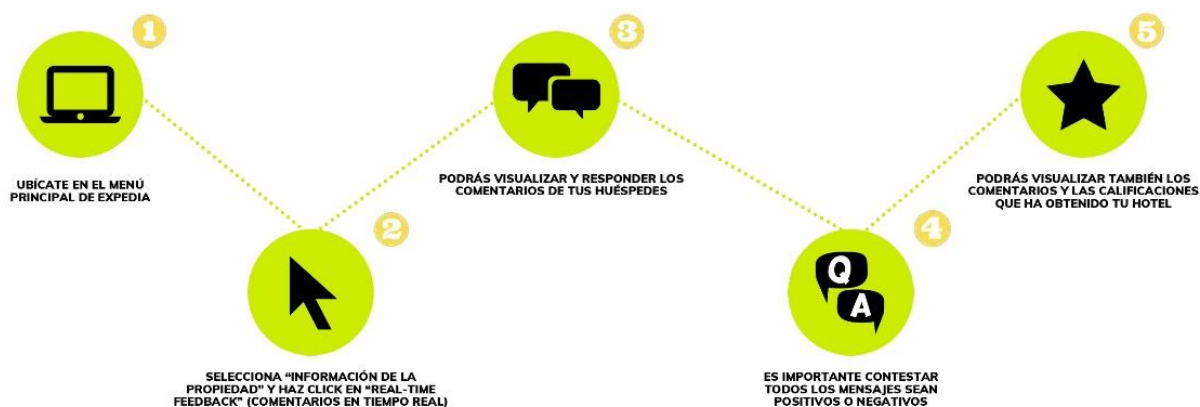 1
UBÍCATE EN EL MENÚ
PRINCIPAL DE EXPEDIA
2
SELECCIONA “INFORMACIÓN DE LA
PROPIEDAD” Y HAZ CLICK EN “REAL-TIME
FEEDBACK” (COMENTARIOS EN TIEMPO REAL)
3
PODRÁS VISUALIZAR Y RESPONDER LOS
COMENTARIOS DE TUS HUÉSPEDES
4
Q
A
ES IMPORTANTE CONTESTAR
TODOS LOS MENSAJES SEAN
POSITIVOS O NEGATIVOS
5
PODRÁS VISUALIZAR TAMBIÉN LOS
COMENTARIOS Y LAS CALIFICACIONES
QUE HA OBTENIDO TU HOTEL